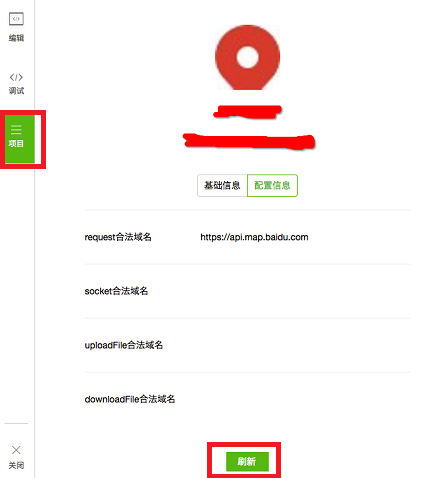 编辑
调试
项目
关闭
基础信息 配置信息
request合法域名 https://api.map.baidu.com
socket合法域名
uploadFile合法域名
downloadFile合法域名
刷新